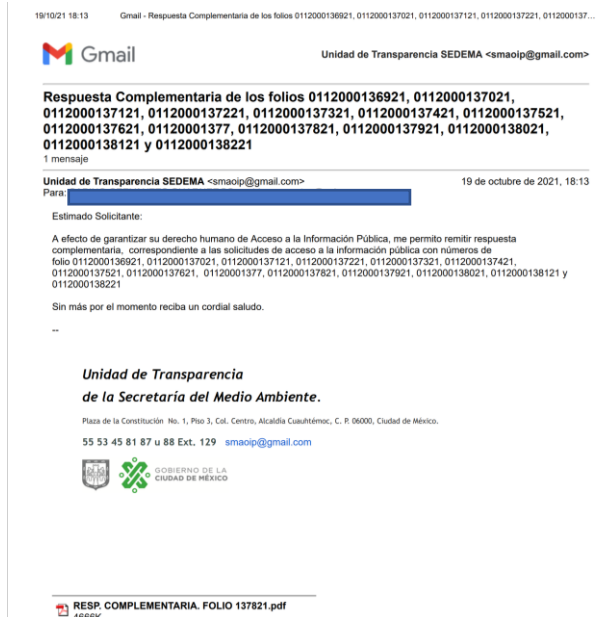 19/10/21 18:13 Gmail - Respuesta Complementaria de los folios 0112000136921, 0112000137021, 0112000137121, 0112000137221, 011200137...
Gmail
Unidad de Transparencia SEDEMA <smaoip@gmail.com>
Respuesta Complementaria de los folios 0112000136921, 0112000137021,
0112000137121, 0112000137221, 0112000137321, 0112000137421, 0112000137521,
0112000137621, 01120001377, 0112000137821, 0112000137921, 0112000138021,
0112000138121 y 0112000138221
1 mensaje
Unidad de Transparencia SEDEMA <smaoip@gmail.com> 19 de octubre de 2021, 18:13
Para:
Estimado Solicitante:
A efecto de garantizar su derecho humano de Acceso a la Información Pública, me permito remitir respuesta
complementaria, correspondiente a las solicitudes de acceso a la información pública con números de
folio 0112000136921, 0112000137021, 0112000137121, 0112000137221, 0112000137321, 0112000137421,
0112000137521, 0112000137621, 01120001377, 0112000137821, 0112000137921, 0112000138021, 0112000138121 y
0112000138221
Sin más por el momento reciba un cordial saludo.
--
Unidad de Transparencia
de la Secretaría del Medio Ambiente.
Plaza de la Constitución No. 1, Piso 3, Col. Centro, Alcaldía Cuauhtémoc, C. P. 06000, Ciudad de México.
55 53 45 81 87 u 88 Ext. 129 smaoip@gmail.com
GOBIERNO DE LA
CIUDAD DE MÉXICO
RESP. COMPLEMENTARIA. FOLIO 137821.pdf
4666K